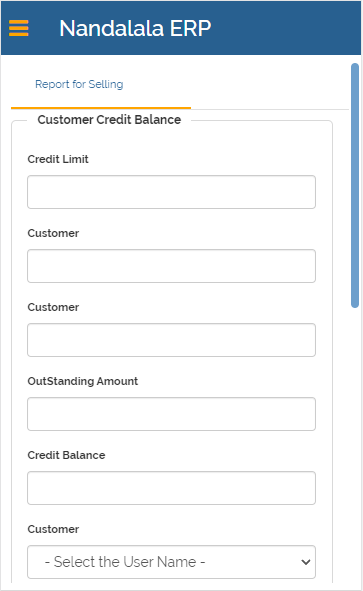 Nandalala ERP
Report for Selling
Customer Credit Balance
Credit Limit
Customer
Customer
OutStanding Amount
Credit Balance
Customer
- Select the User Name -